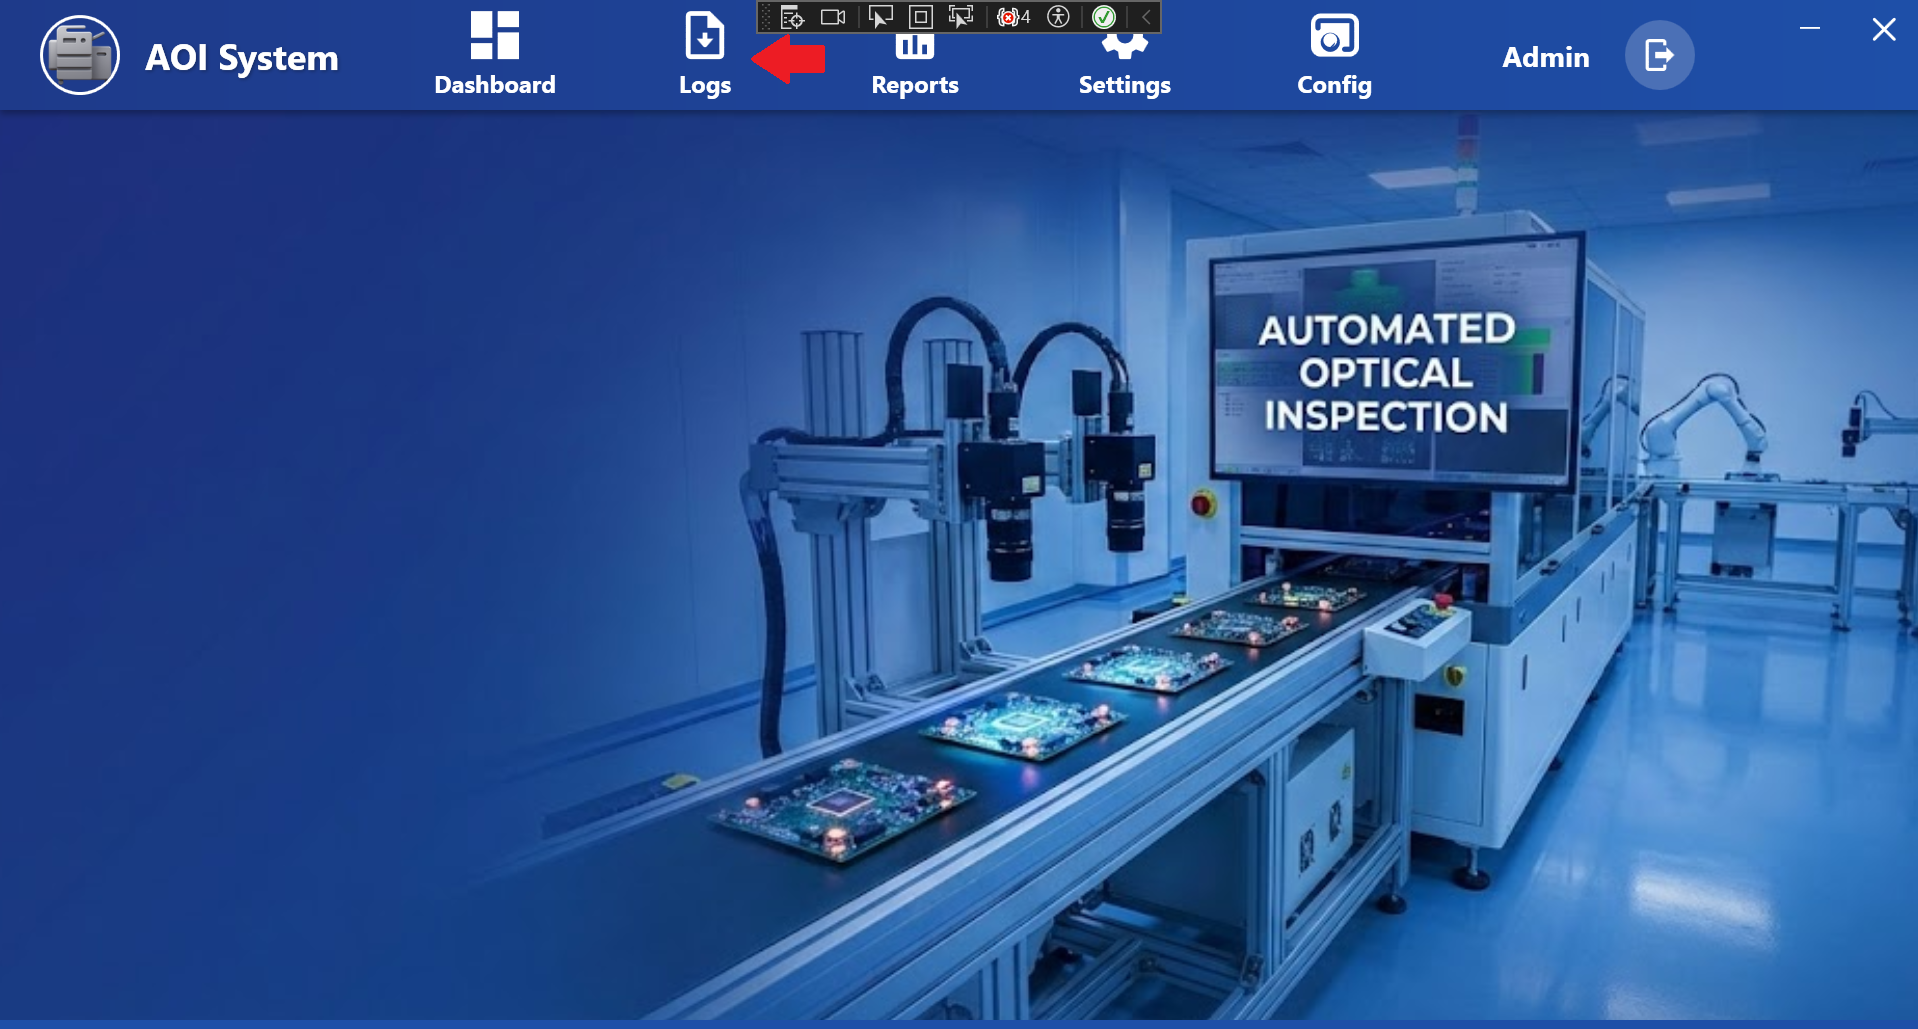 AOI System
Dashboard
Logs
Reports
Settings
Config
Admin
4
AUTOMATED
OPTICAL
INSPECTION